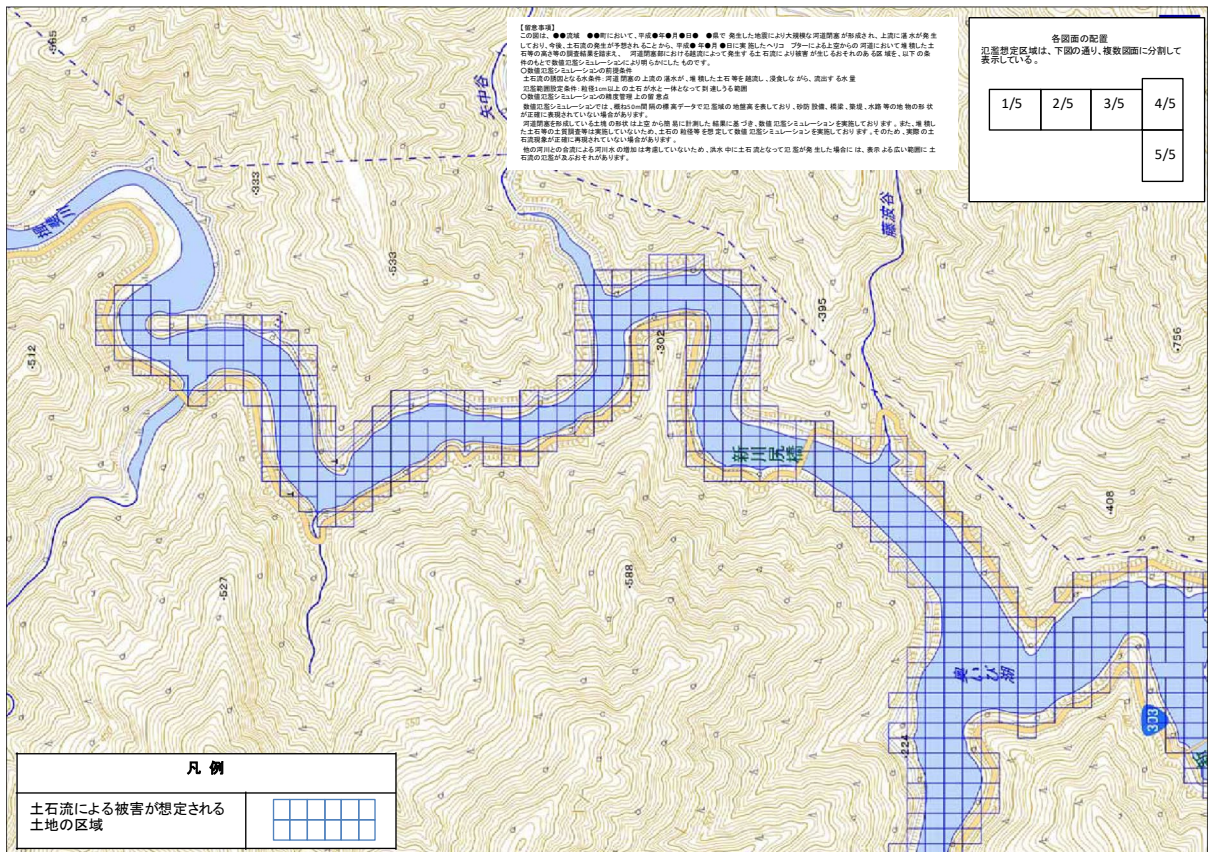 【留意事項】
この図は、●●流域　●●町において、平成●年●月●日●　●県で発生した地震により大規模な河道閉塞が形成され、上流に湛水が発生
しており、今後、土石流の発生が予想されることから、平成●年●月●日に実施したヘリコプターによる上空からの河道において堆積した土
石等の高さ等の調査結果を踏まえ、　河道閉塞部における越流によって発生する土石流により被害が生じるおそれのある区域を、以下の条
件のもとで数値氾濫シミュレーションにより明らかにしたものです。
○数値氾濫シミュレーションの前提条件
土石流の誘因となる水条件：河道閉塞の上流の湛水が、堆積した土石等を越流し、浸食しながら、流出する水量
氾濫範囲設定条件：粒径1cm以上の土石が水と一体となって到達しうる範囲
○数値氾濫シミュレーションの精度管理上の留意点
数値氾濫シミュレーションでは、概ね50m間隔の標高データで氾濫域の地盤高を表しており、砂防設備、橋梁、築堤、水路等の地物の形状
が正確に表現されていない場合があります。
河道閉塞を形成している土塊の形状は上空から簡易に計測した結果に基づき、数値氾濫シミュレーションを実施しております。また、堆積し
た土石等の土質調査等は実施していないため、土石の粒径等を想定して数値氾濫シミュレーションを実施しております。そのため、実際の土
石流現象が正確に再現されていない場合があります。
他の河川との合流による河川水の増加は考慮していないため、洪水中に土石流となって氾濫が発生した場合には、表示よる広い範囲に土
石流の氾濫が及ぶおそれがあります。
各図面の配置
氾濫想定区域は、下図の通り、複数図面に分割して
表示している。
1/5 2/5 3/5 4/5
5/5
矢中谷
藤波谷
揖斐川
565
333
533
395
302
756
512
新川尻橋
408
527
588
奥いび湖
303
224
凡 例
土石流による被害が想定される
土地の区域